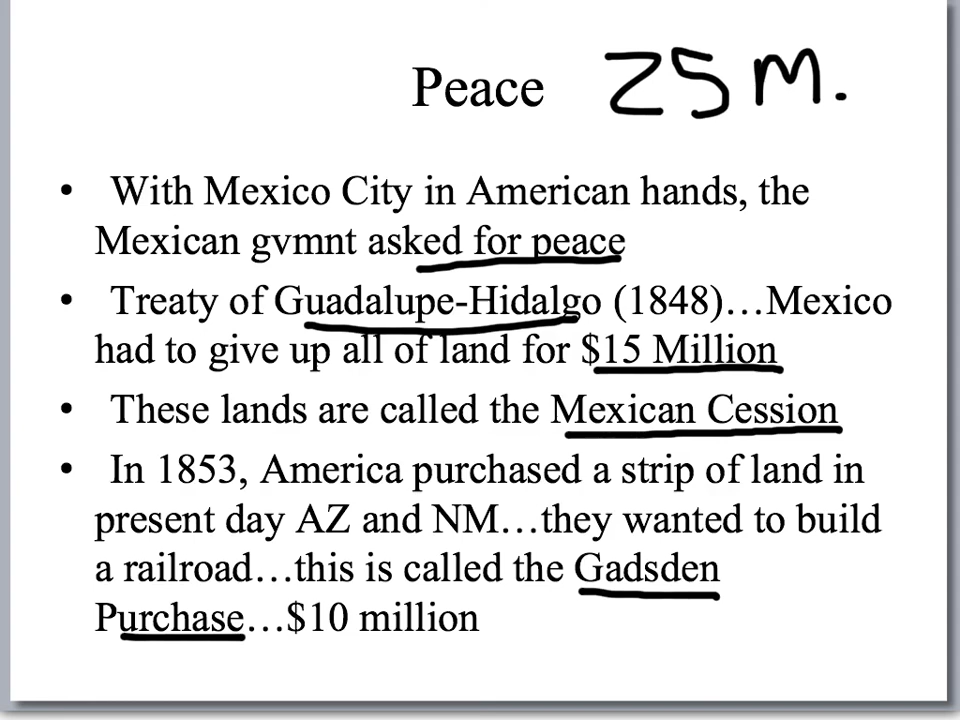 Peace 25 M.
• With Mexico City in American hands, the
Mexican gvmnt asked for peace
• Treaty of Guadalupe-Hidalgo (1848)…Mexico
had to give up all of land for $15 Million
• These lands are called the Mexican Cession
• In 1853, America purchased a strip of land in
present day AZ and NM…they wanted to build
a railroad…this is called the Gadsden
Purchase…$10 million